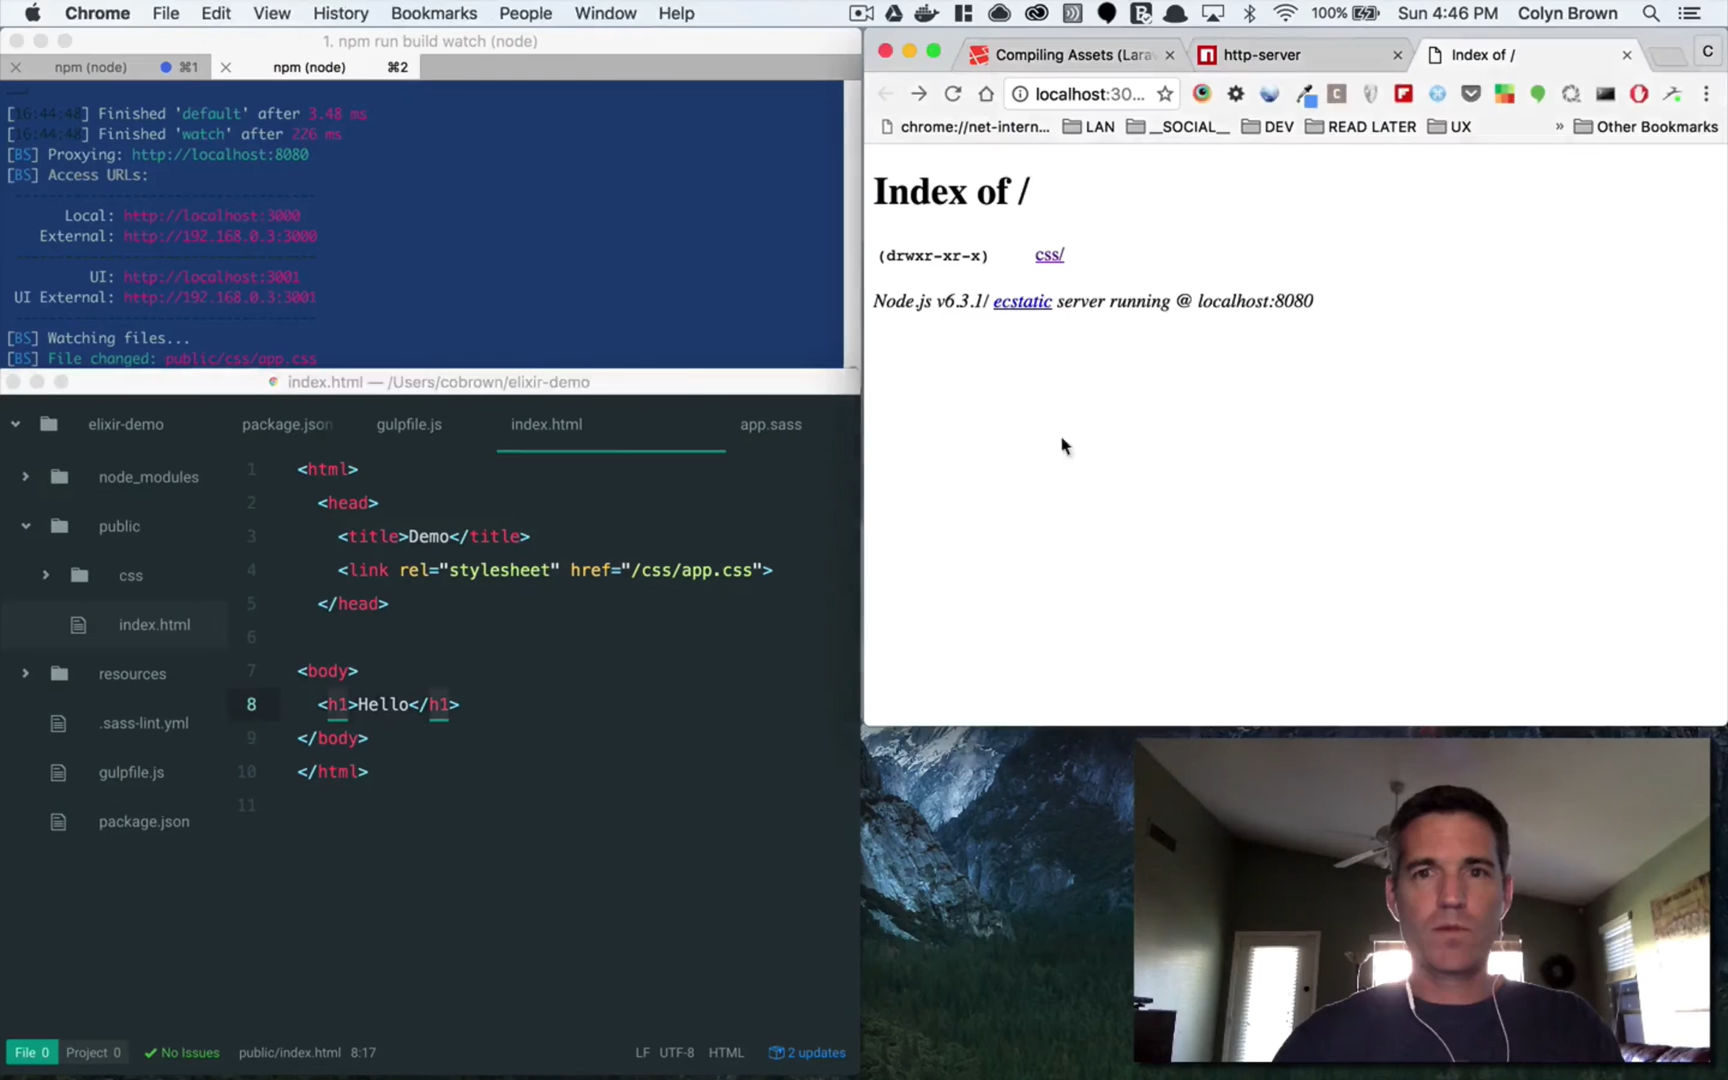 Chrome File Edit View History Bookmarks People Window Help 100% Sun 4:46 PM Colyn Brown
1. npm run build watch (node)
npm (node) ⌘1 npm (node) ⌘2
[16:44:48] Finished 'default' after 3.48 ms
[16:44:48] Finished 'watch' after 226 ms
[BS] Proxying: http://localhost:8080
[BS] Access URLs:
Local: http://localhost:3000
External: http://192.168.0.3:3000
UI: http://localhost:3001
UI External: http://192.168.0.3:3001
[BS] Watching files...
[BS] File changed: public/css/app.css
index.html — /Users/cobrown/elixir-demo
elixir-demo
node_modules
public
css
index.html
resources
.sass-lint.yml
gulpfile.js
package.json
package.json gulpfile.js index.html app.sass
1 <html>
2 <head>
3 <title>Demo</title>
4 <link rel="stylesheet" href="/css/app.css">
5 </head>
6
7 <body>
8 <h1>Hello</h1>
9 </body>
10 </html>
11
File 0 Project 0 No Issues public/index.html 8:17 LF UTF-8 HTML 2 updates
Compiling Assets (Larav http-server Index of / C
localhost:30...
chrome://net-intern... LAN __SOCIAL__ DEV READ LATER UX » Other Bookmarks
Index of /
(drwxr-xr-x) css/
Node.js v6.3.1/ ecstatic server running @ localhost:8080